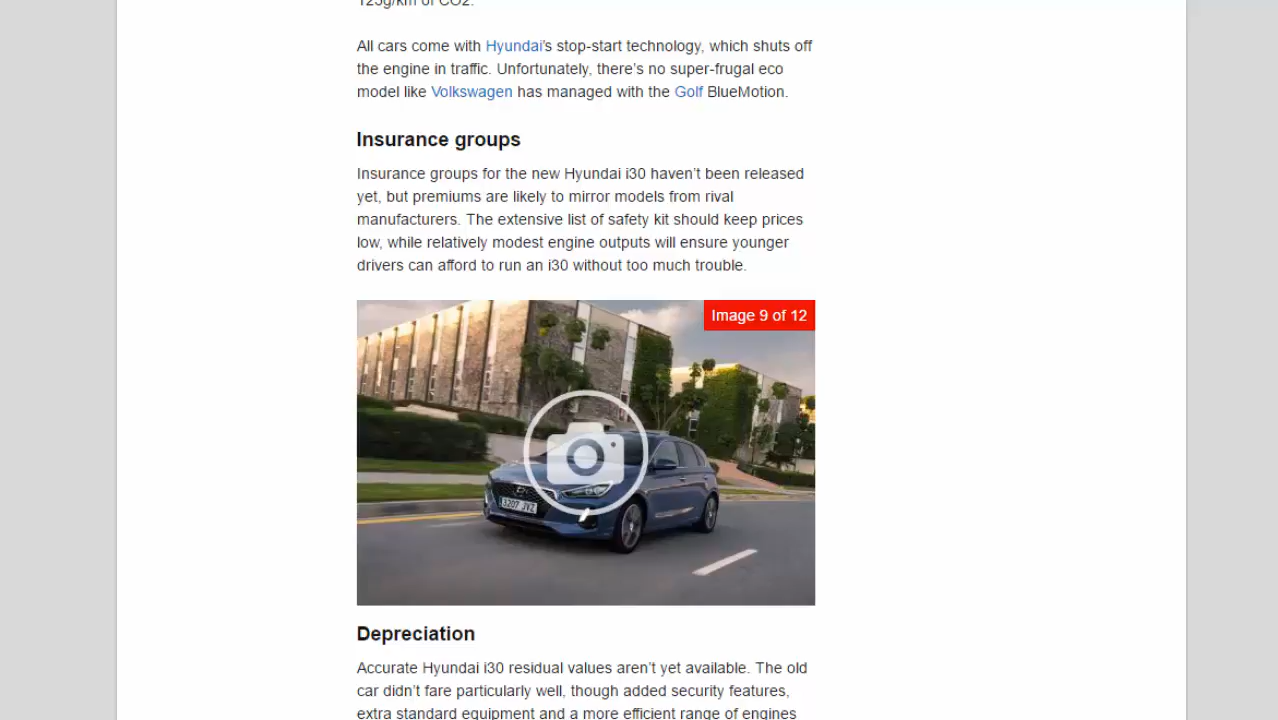 125g/km of CO2.
All cars come with Hyundai's stop-start technology, which shuts off
the engine in traffic. Unfortunately, there's no super-frugal eco
model like Volkswagen has managed with the Golf BlueMotion.
Insurance groups
Insurance groups for the new Hyundai i30 haven't been released
yet, but premiums are likely to mirror models from rival
manufacturers. The extensive list of safety kit should keep prices
low, while relatively modest engine outputs will ensure younger
drivers can afford to run an i30 without too much trouble.
Image 9 of 12
3207 JVZ
Depreciation
Accurate Hyundai i30 residual values aren't yet available. The old
car didn't fare particularly well, though added security features,
extra standard equipment and a more efficient range of engines